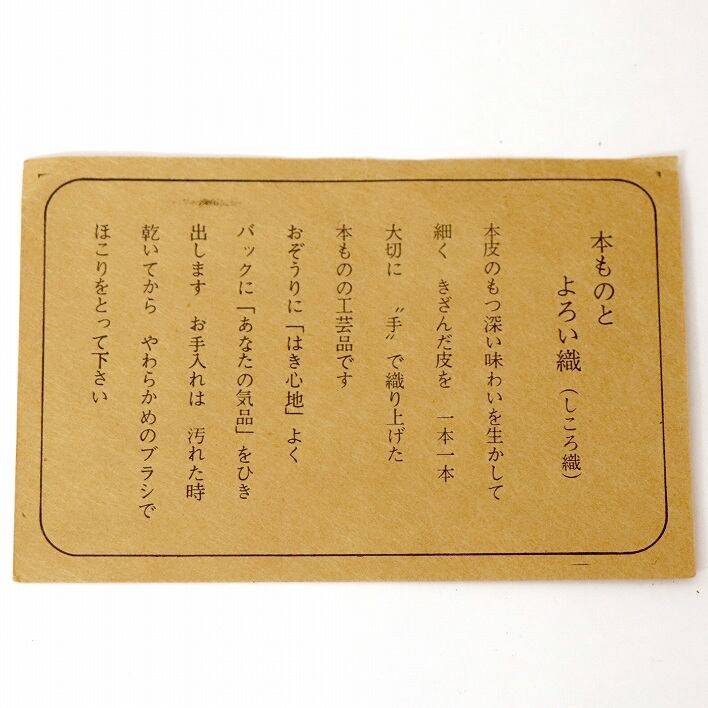 本ものと
よろい織（しころ織）
本皮のもつ深い味わいを生かして
細く　きざんだ皮を　一本一本
大切に　〝手〟で織り上げた
本ものの工芸品です
おぞうりに「はき心地」よく
バックに「あなたの気品」をひき
出します　お手入れは　汚れた時
乾いてから　やわらかめのブラシで
ほこりをとって下さい